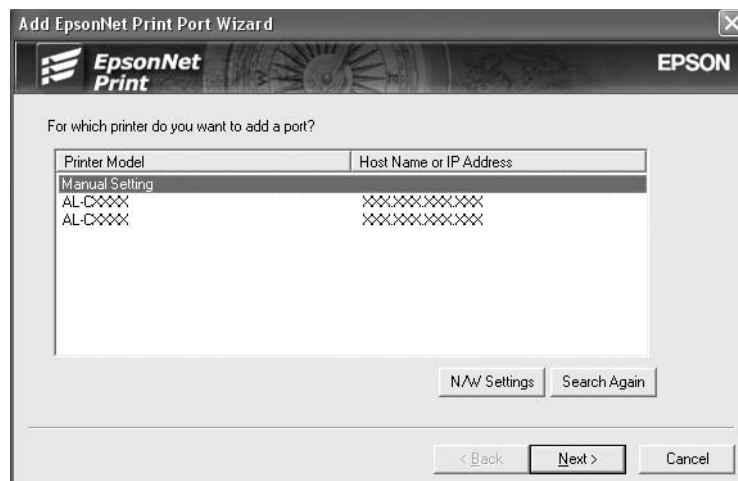 Add EpsonNet Print Port Wizard
EpsonNet
Print
EPSON
For which printer do you want to add a port?
Printer Model Host Name or IP Address
Manual Setting
AL-CXXXX XXX.XXX.XXX.XXX
AL-CXXXX XXX.XXX.XXX.XXX
N/W Settings Search Again
< Back Next > Cancel